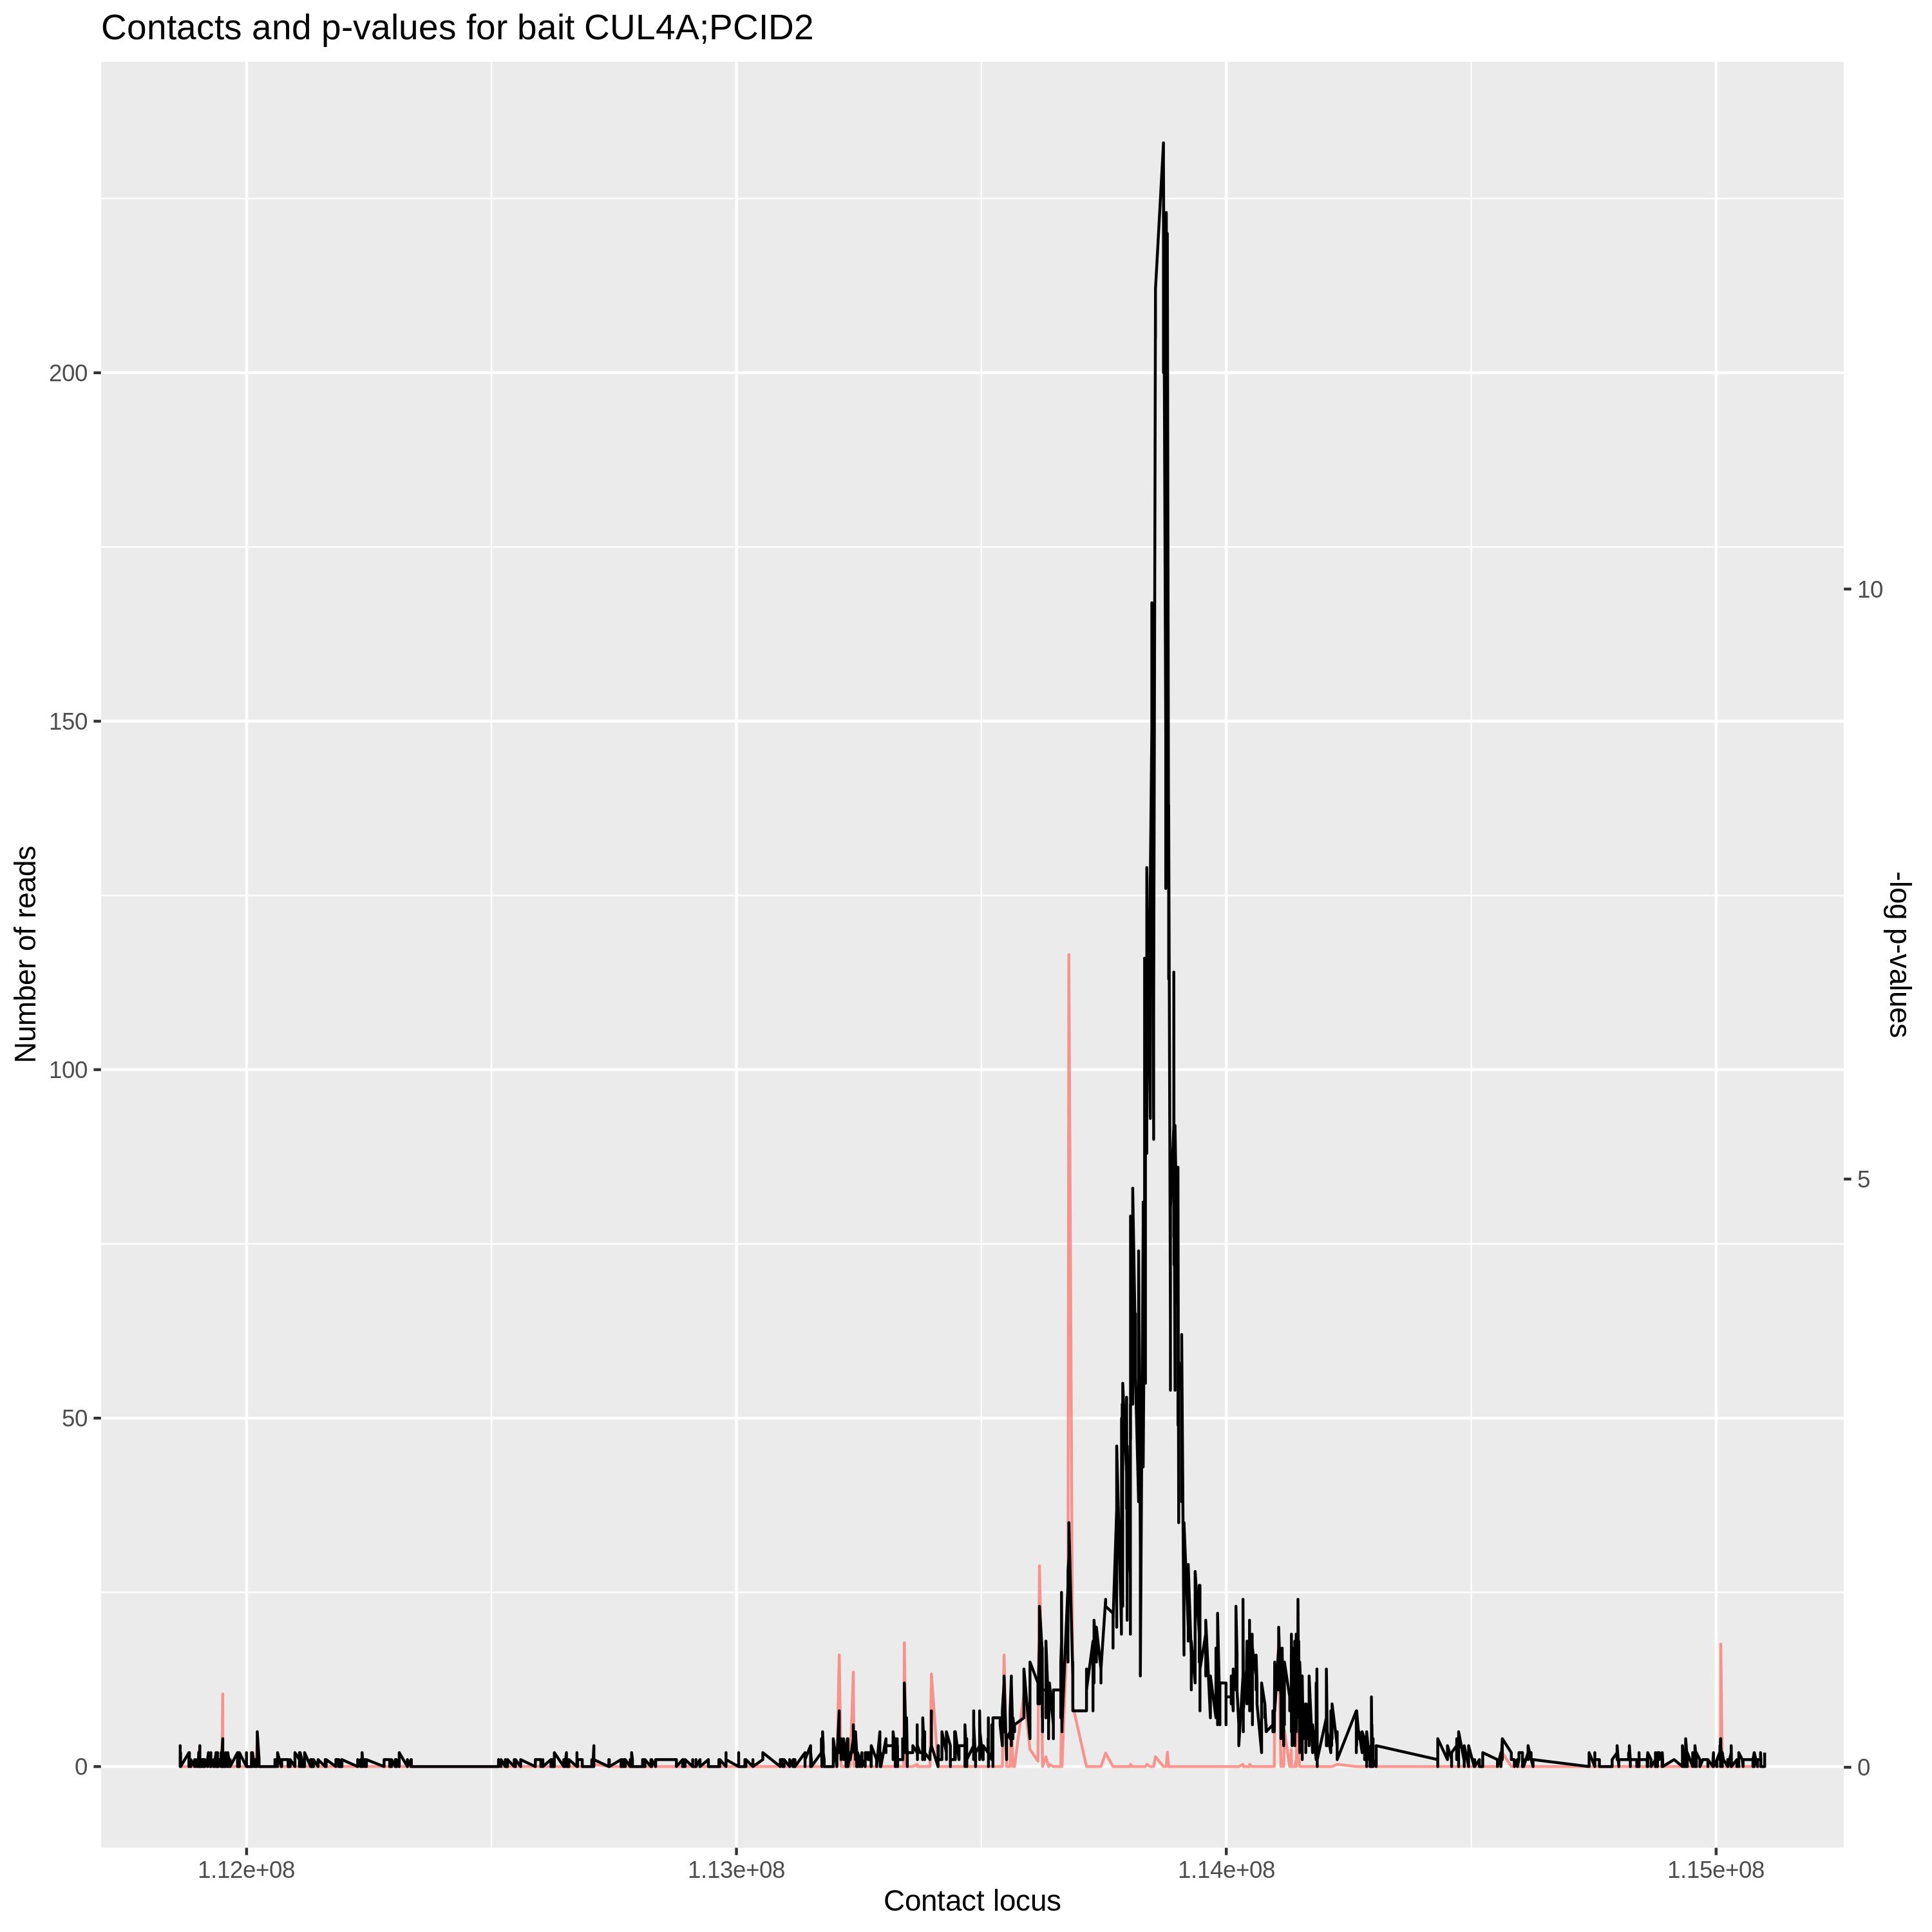 Contacts and p-values for bait CUL4A;PCID2
Number of reads
200
150
100
50
0
10
5
0
-log p-values
1.12e+08 1.13e+08 1.14e+08 1.15e+08
Contact locus